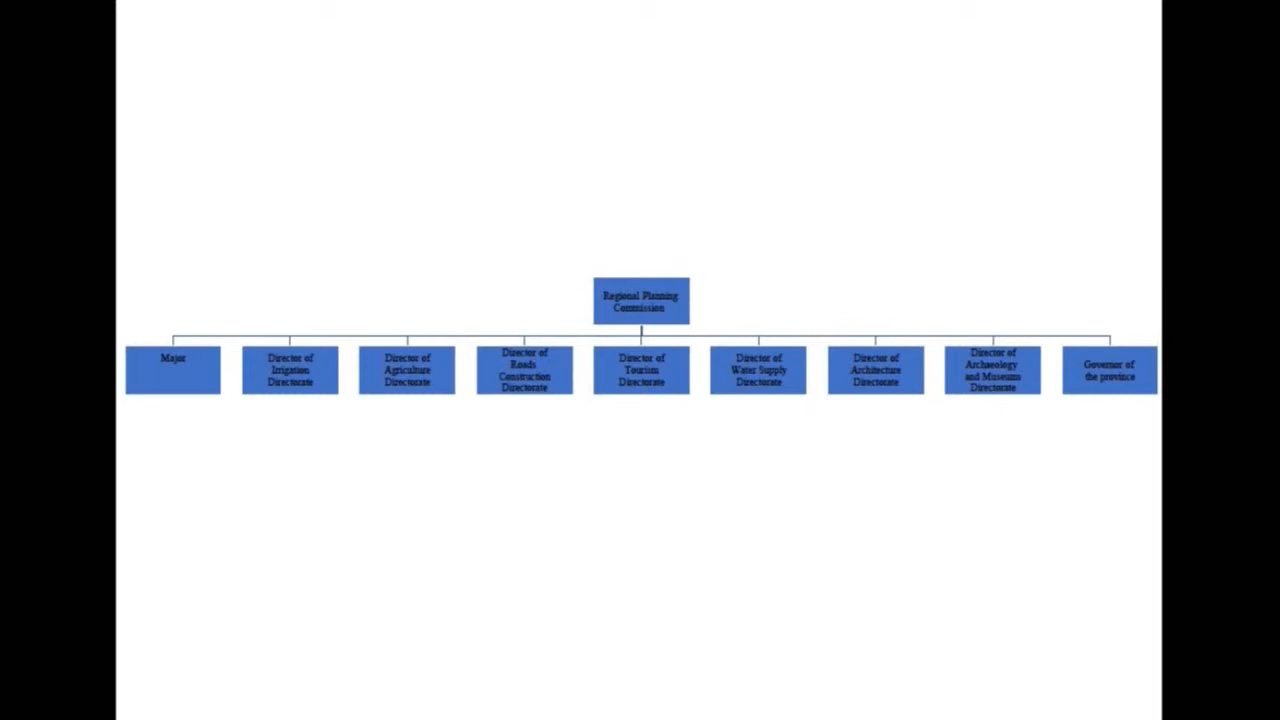 Regional Planning
Commission
Major
Director of
Irrigation
Directorate
Director of
Agriculture
Directorate
Director of
Roads
Construction
Directorate
Director of
Tourism
Directorate
Director of
Water Supply
Directorate
Director of
Architecture
Directorate
Director of
Archaeology
and Museums
Directorate
Governor of
the province